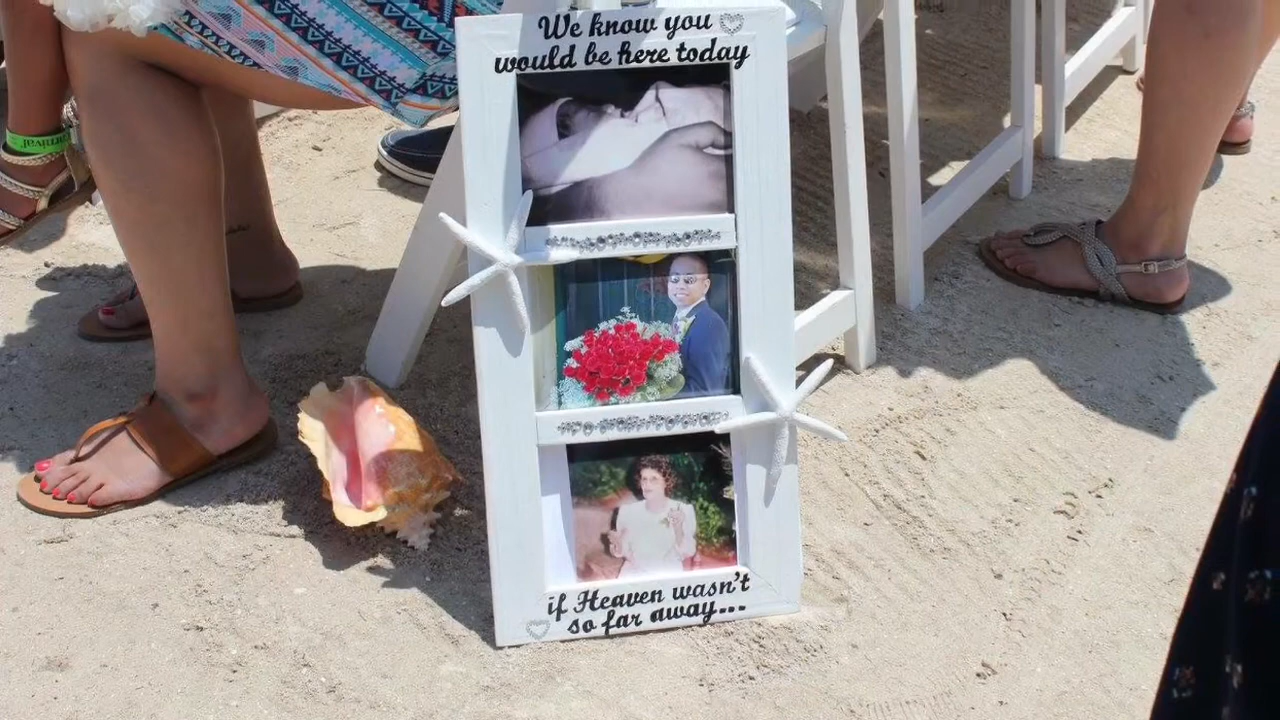 We know you
would be here today
if Heaven wasn't
so far away...